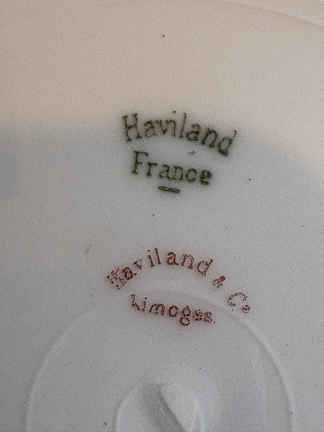 Haviland
France
Haviland & Co
Limoges.